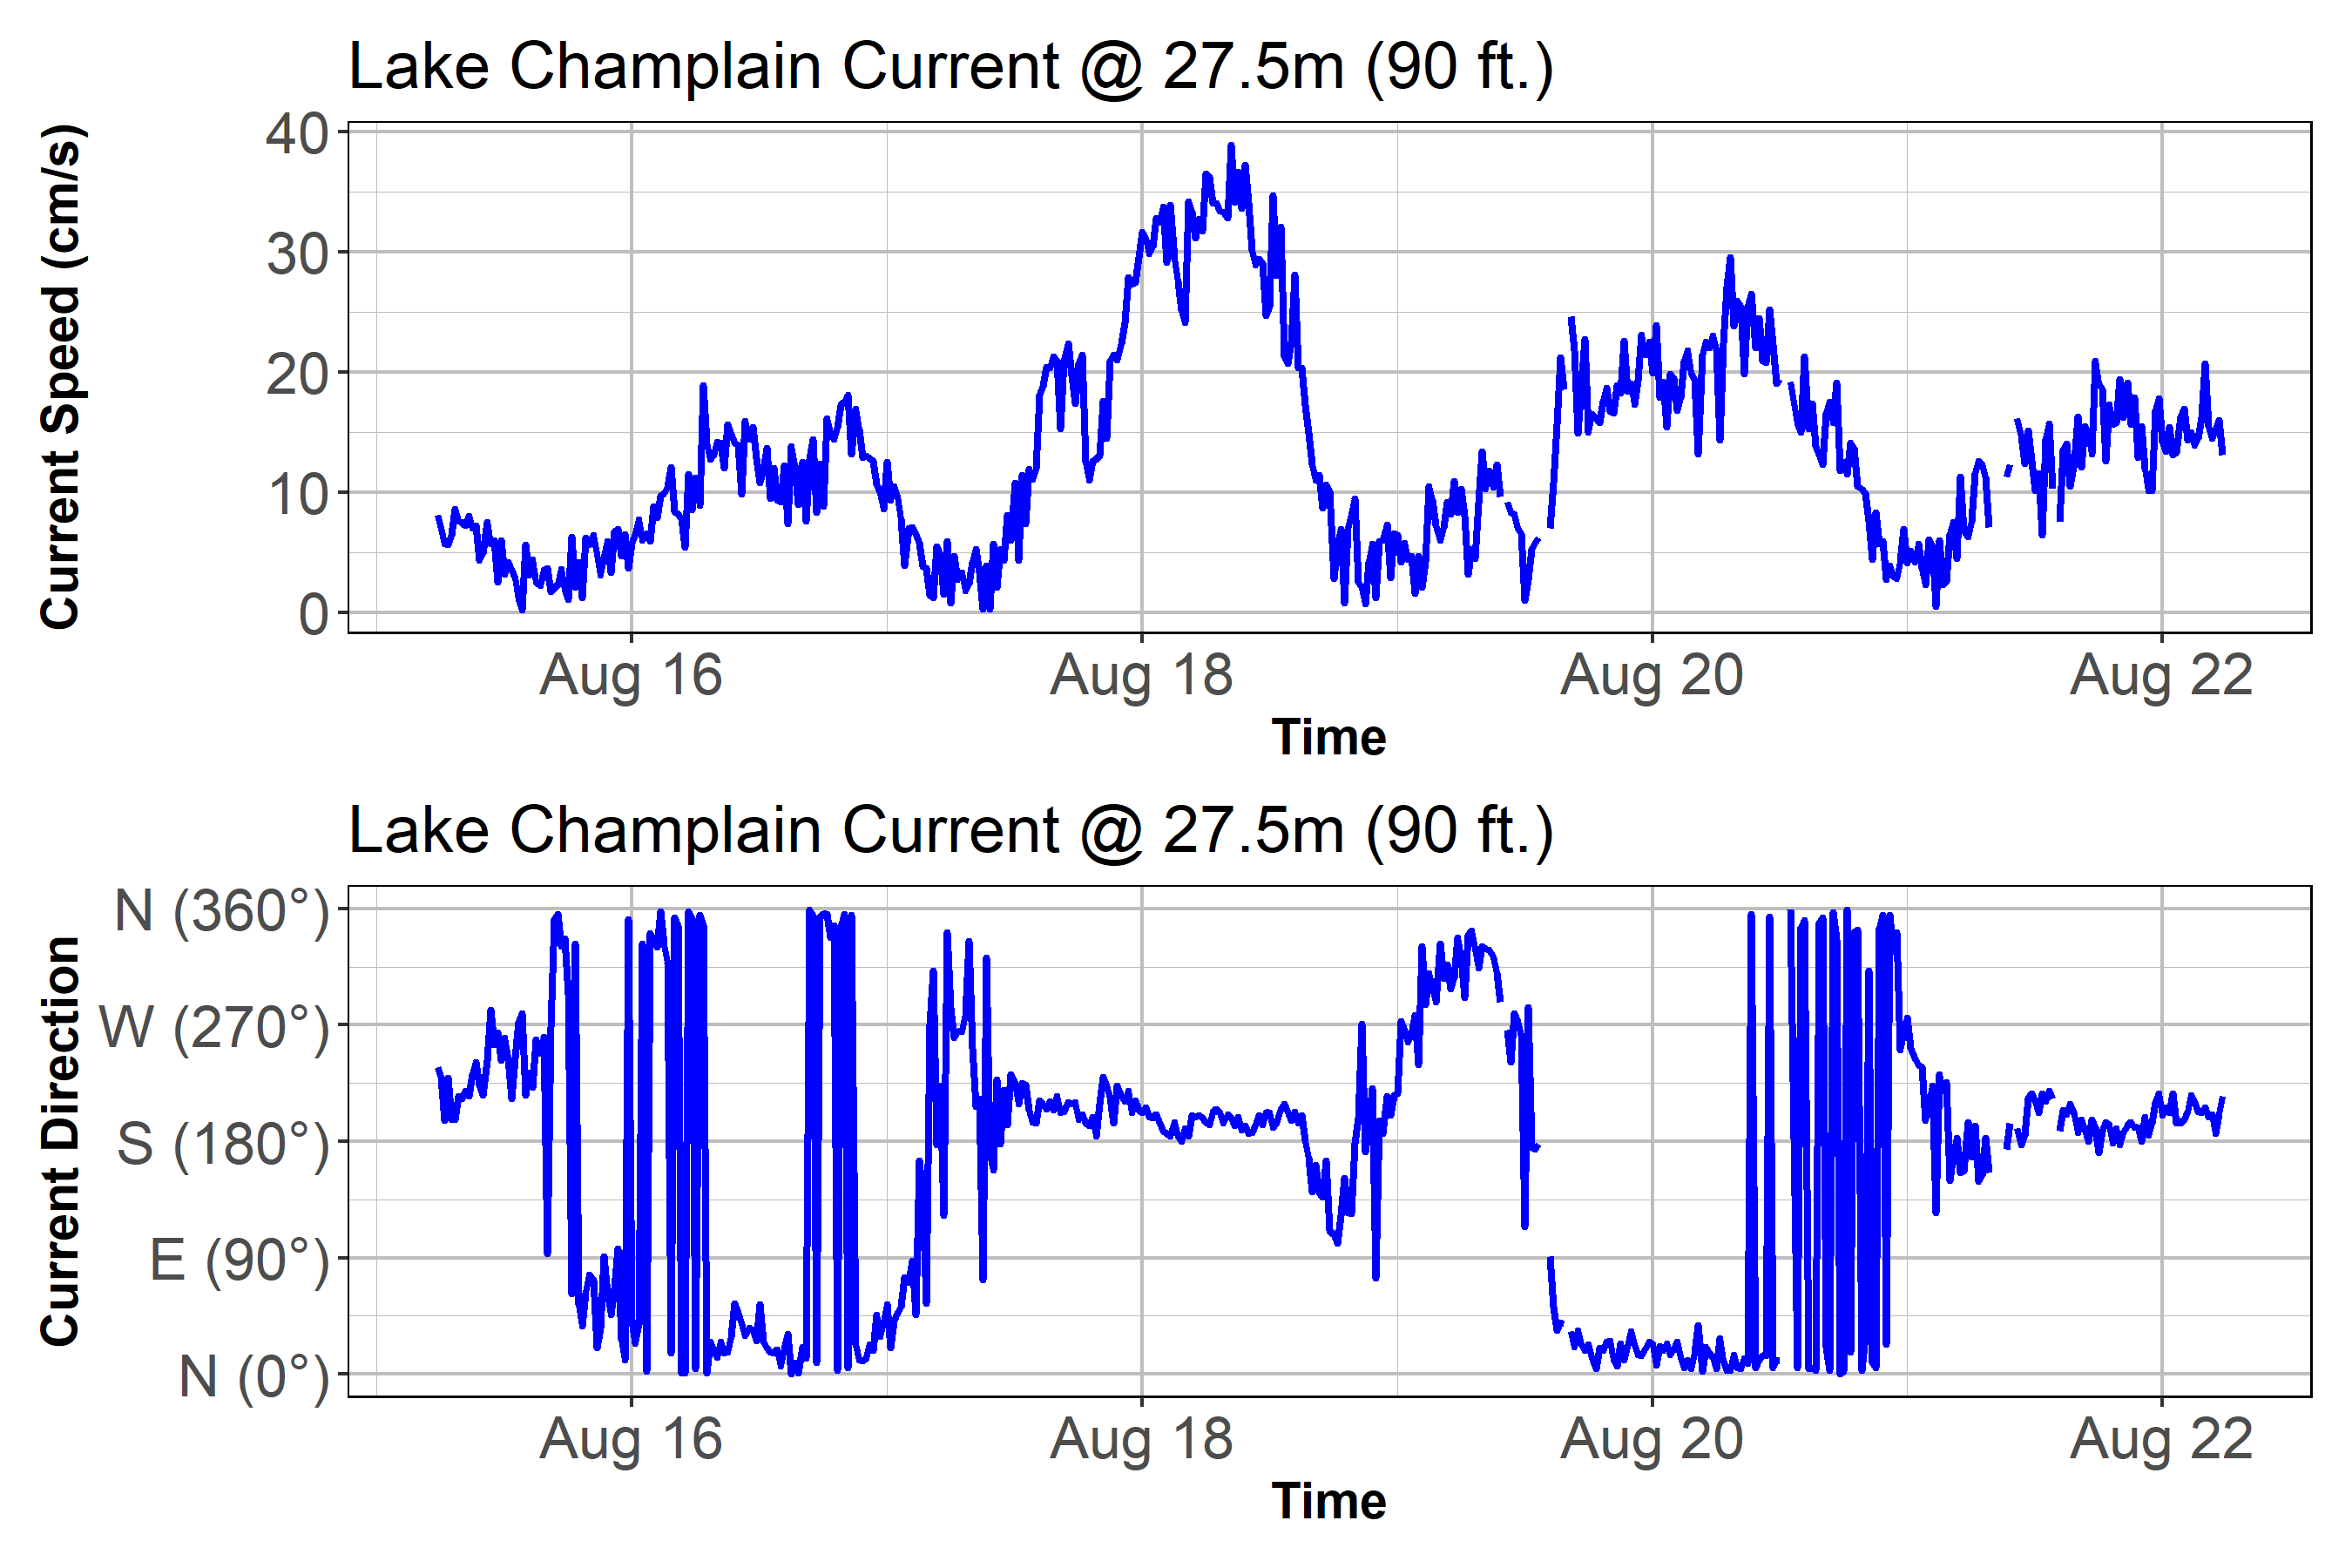 Lake Champlain Current @ 27.5m (90 ft.)
Current Speed (cm/s)
40
30
20
10
0
Aug 16 Aug 18 Aug 20 Aug 22
Time
Lake Champlain Current @ 27.5m (90 ft.)
Current Direction
N (360°)
W (270°)
S (180°)
E (90°)
N (0°)
Aug 16 Aug 18 Aug 20 Aug 22
Time